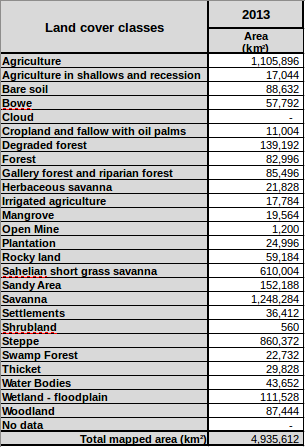 Land cover classes 2013
Area
(km²)
Agriculture 1,105,896
Agriculture in shallows and recession 17,044
Bare soil 88,632
Bowe 57,792
Cloud -
Cropland and fallow with oil palms 11,004
Degraded forest 139,192
Forest 82,996
Gallery forest and riparian forest 85,496
Herbaceous savanna 21,828
Irrigated agriculture 17,784
Mangrove 19,564
Open Mine 1,200
Plantation 24,996
Rocky land 59,184
Sahelian short grass savanna 610,004
Sandy Area 152,188
Savanna 1,248,284
Settlements 36,412
Shrubland 560
Steppe 860,372
Swamp Forest 22,732
Thicket 29,828
Water Bodies 43,652
Wetland - floodplain 111,528
Woodland 87,444
No data -
Total mapped area (km²) 4,935,612